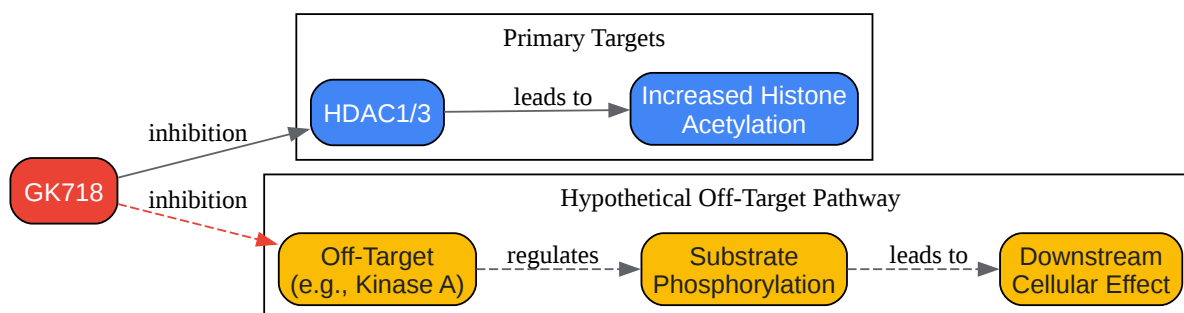 Primary Targets
HDAC1/3
leads to
Increased Histone
Acetylation
inhibition
GK718
inhibition
Hypothetical Off-Target Pathway
Off-Target
(e.g., Kinase A)
regulates
Substrate
Phosphorylation
leads to
Downstream
Cellular Effect